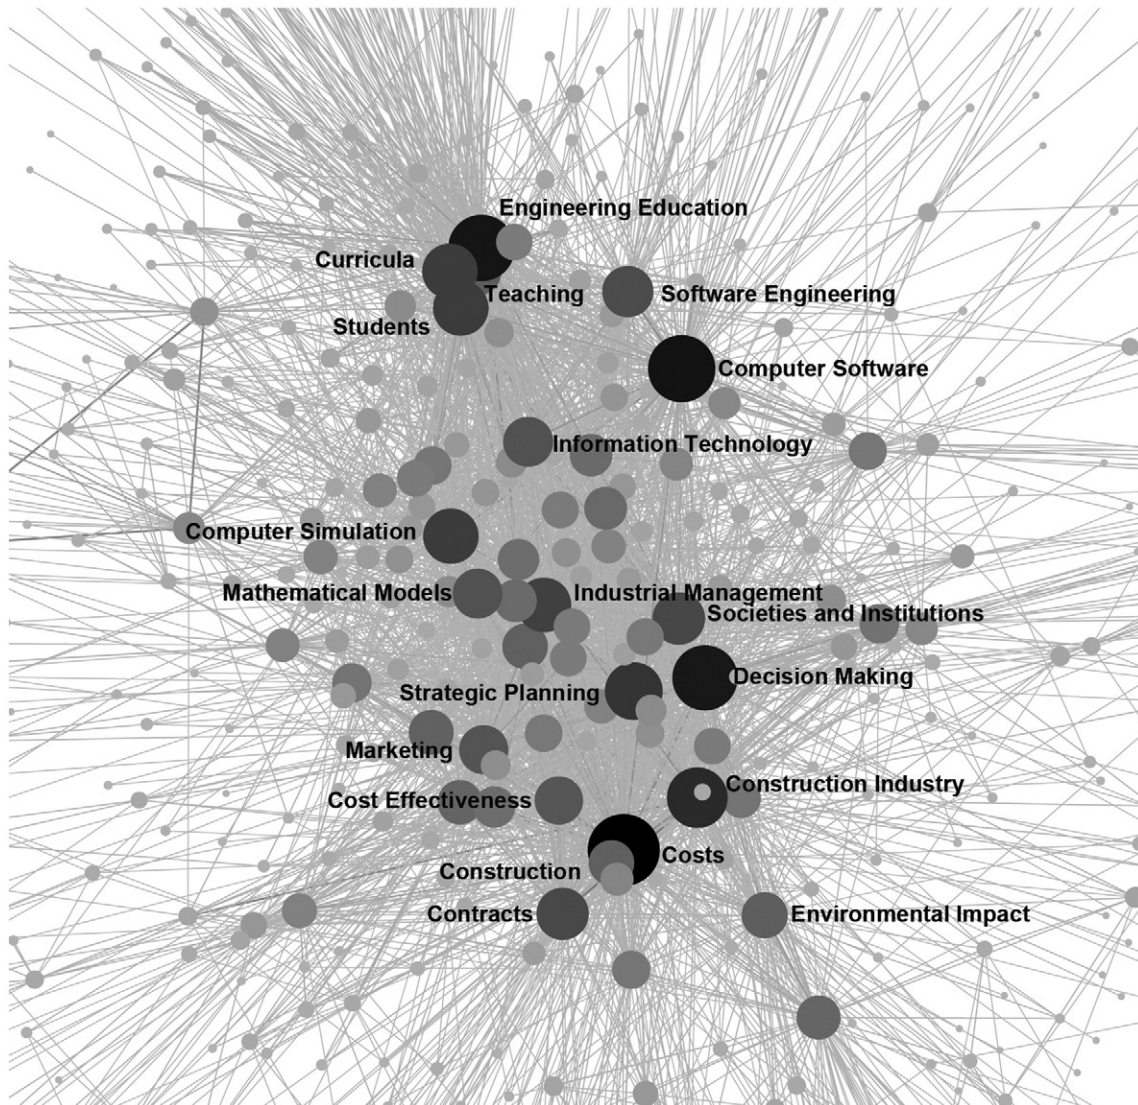 Engineering Education
Curricula
Teaching
Software Engineering
Students
Computer Software
Information Technology
Computer Simulation
Mathematical Models
Industrial Management
Societies and Institutions
Decision Making
Strategic Planning
Marketing
Construction Industry
Cost Effectiveness
Costs
Construction
Contracts
Environmental Impact